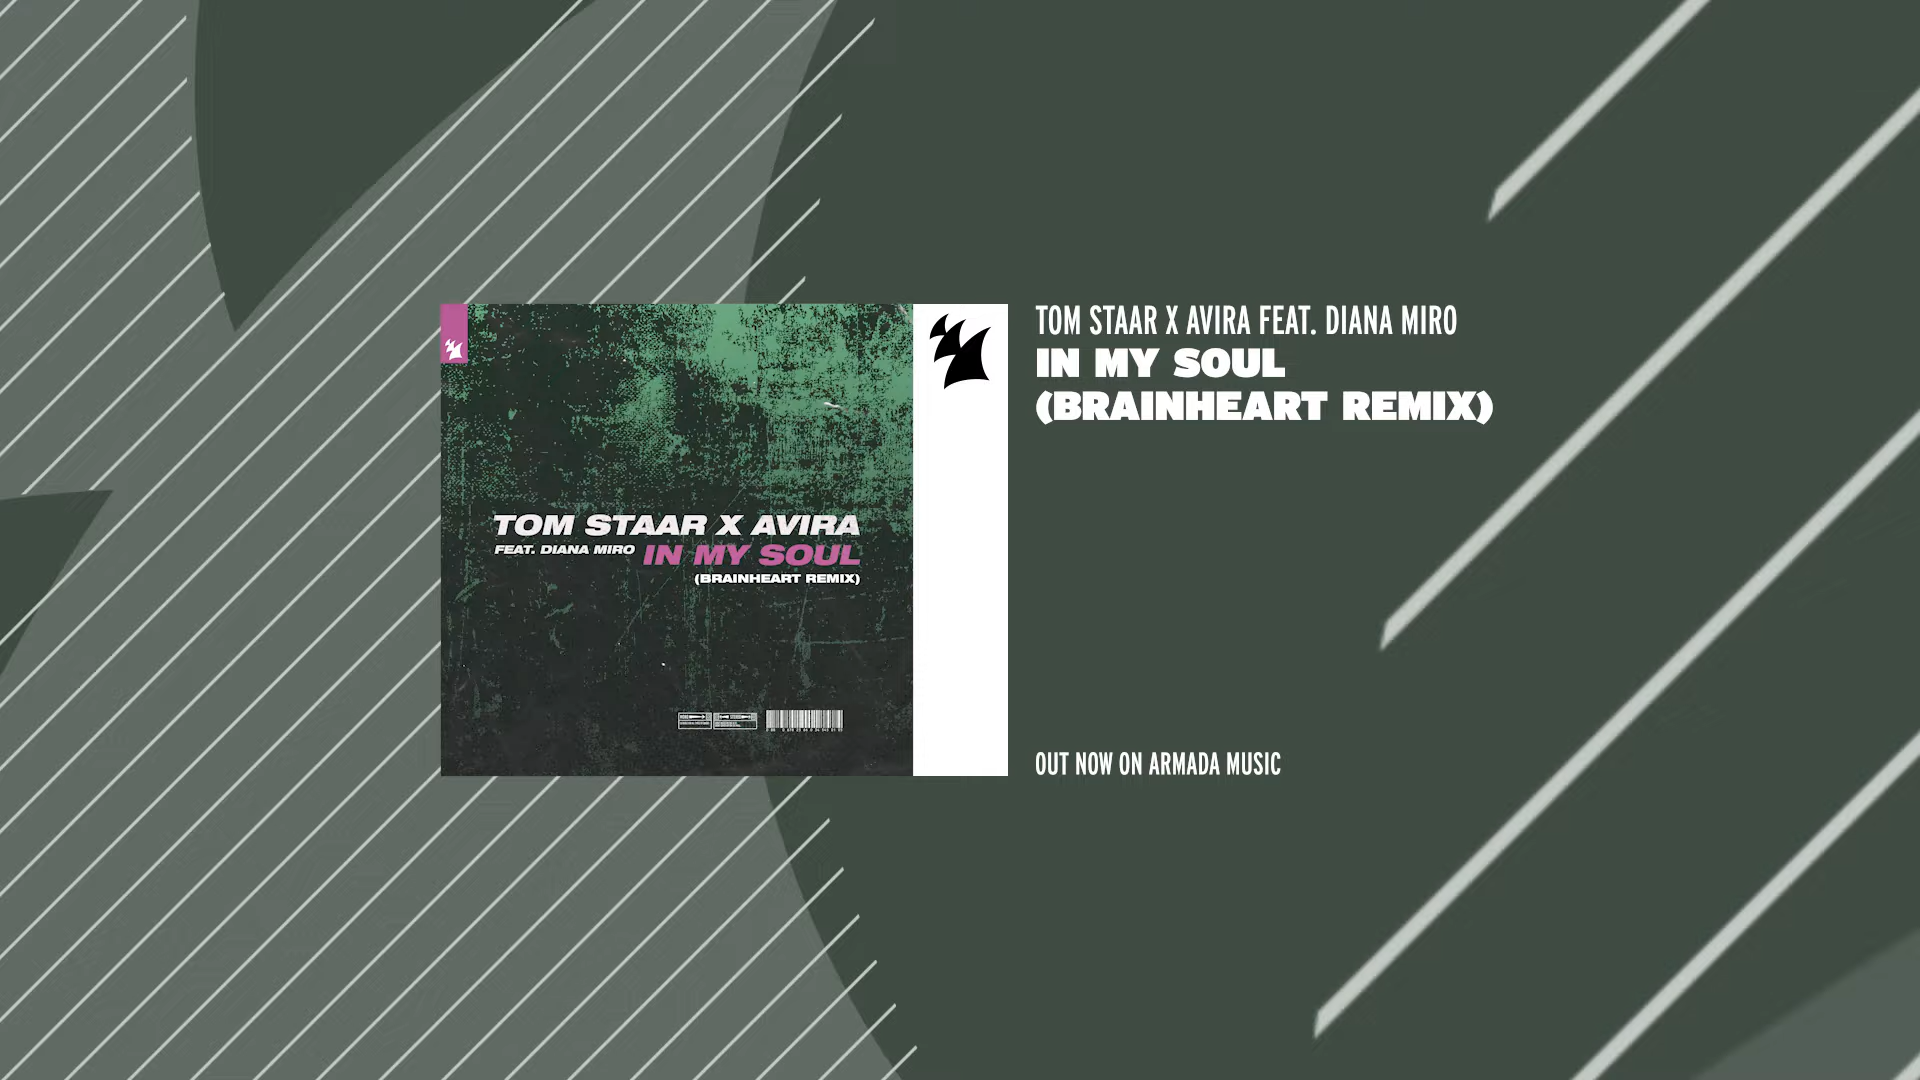 TOM STAAR X AVIRA
FEAT. DIANA MIRO IN MY SOUL
(BRAINHEART REMIX)
TOM STAAR X AVIRA FEAT. DIANA MIRO
IN MY SOUL
(BRAINHEART REMIX)
OUT NOW ON ARMADA MUSIC